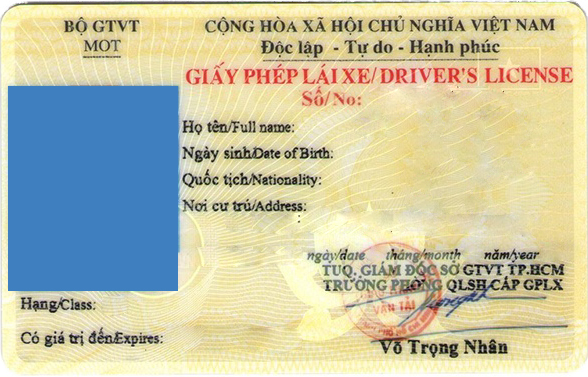 BỘ GTVT
MOT
CỘNG HÒA XÃ HỘI CHỦ NGHĨA VIỆT NAM
Độc lập - Tự do - Hạnh phúc
GIẤY PHÉP LÁI XE/ DRIVER'S LICENSE
Số/No:
Họ tên/Full name:
Ngày sinh/Date of Birth:
Quốc tịch/Nationality:
Nơi cư trú/Address:
ngày/date tháng/month năm/year
TUQ. GIÁM ĐỐC SỞ GTVT TP.HCM
TRƯỞNG PHÒNG QLSH CẤP GPLX
VẬN TẢI
Hạng/Class:
Có giá trị đến/Expires:
Võ Trọng Nhân